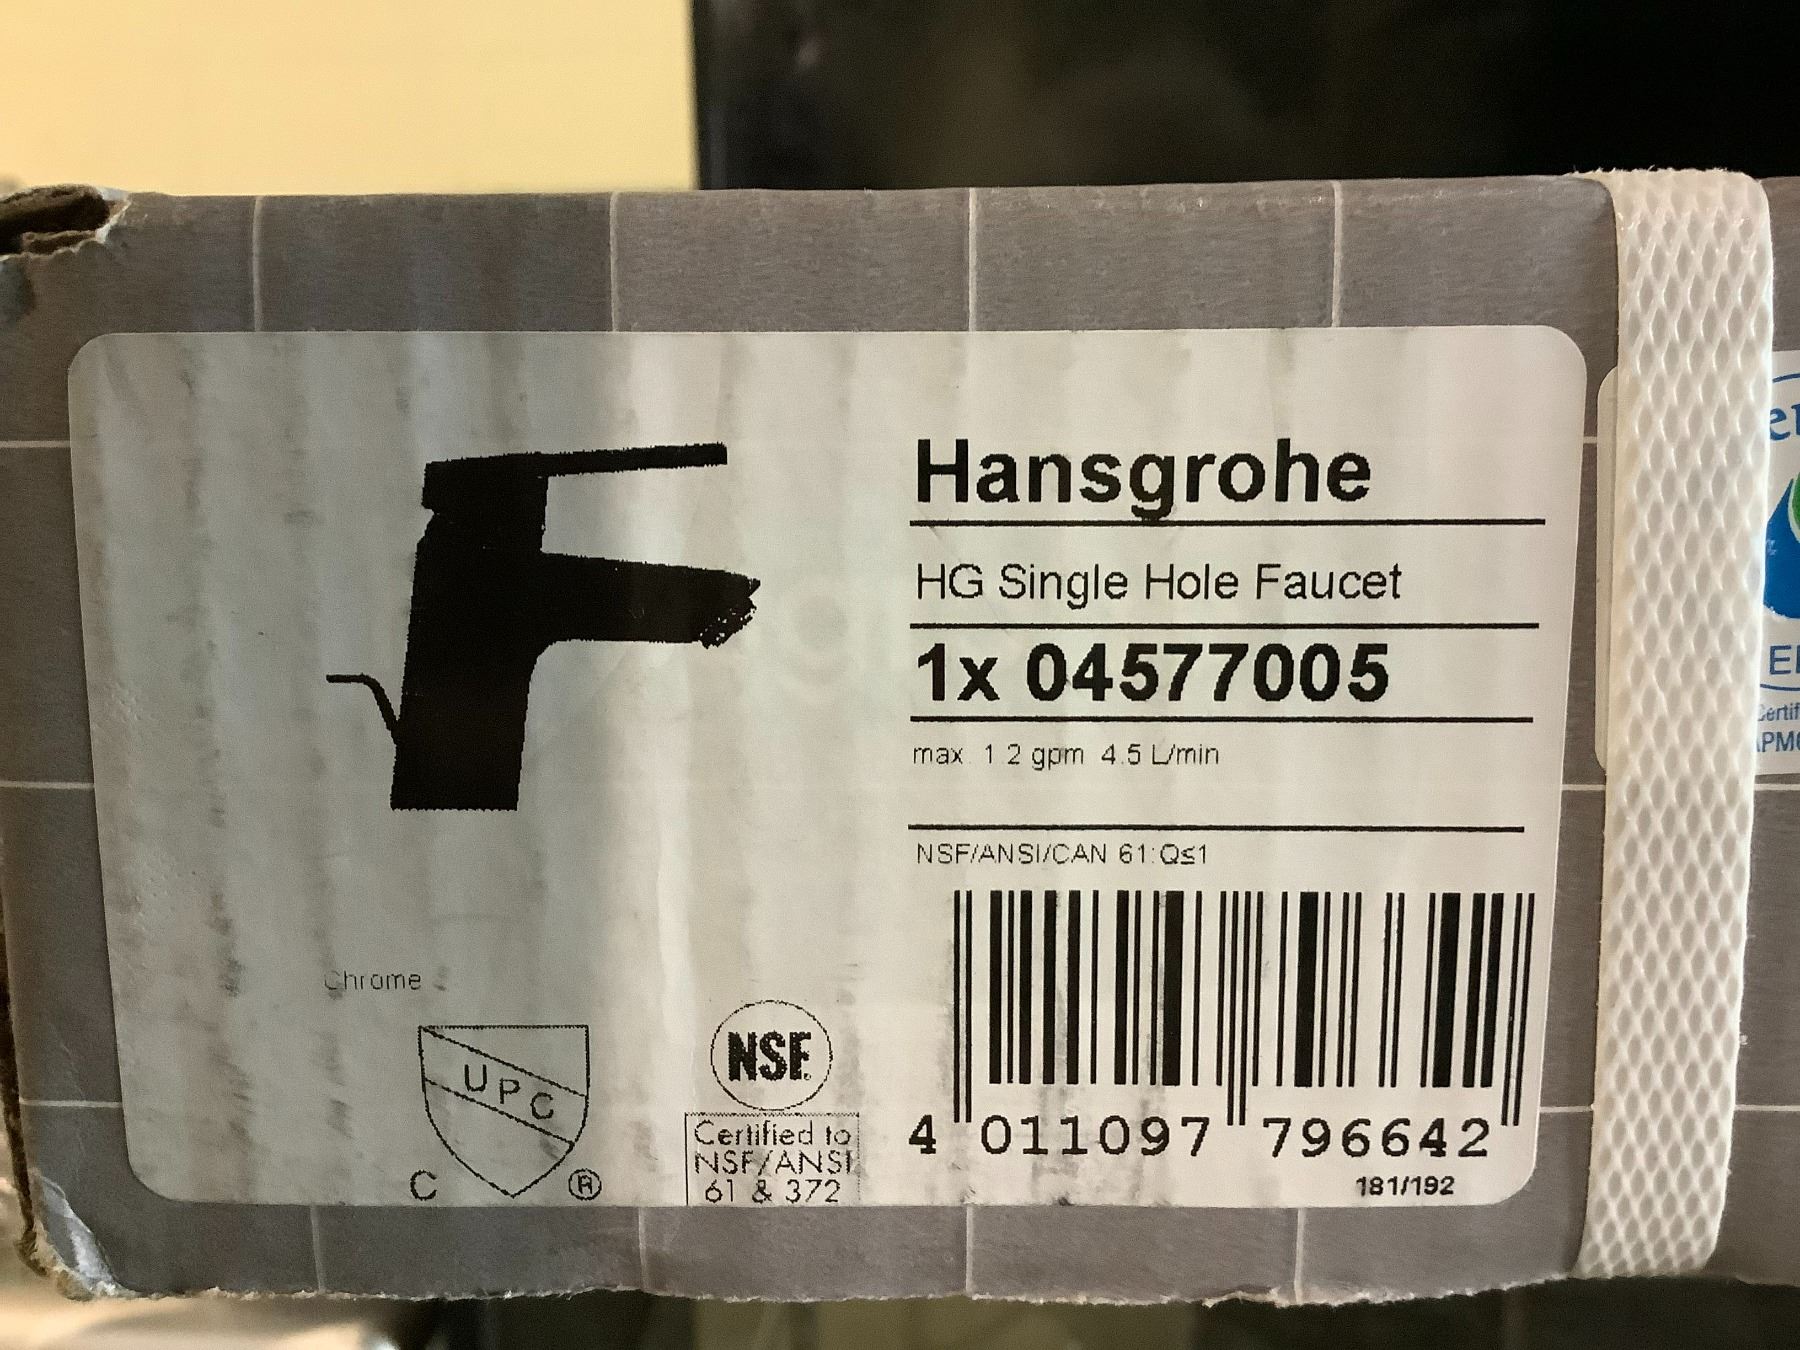 Hansgrohe
HG Single Hole Faucet
1x 04577005
max 1.2 gpm 4.5 L/min
NSF/ANSI/CAN 61:Q≤1
Chrome
UPC
C ®
NSF
Certified to
NSF/ANSI
61 & 372
4 011097 796642
181/192